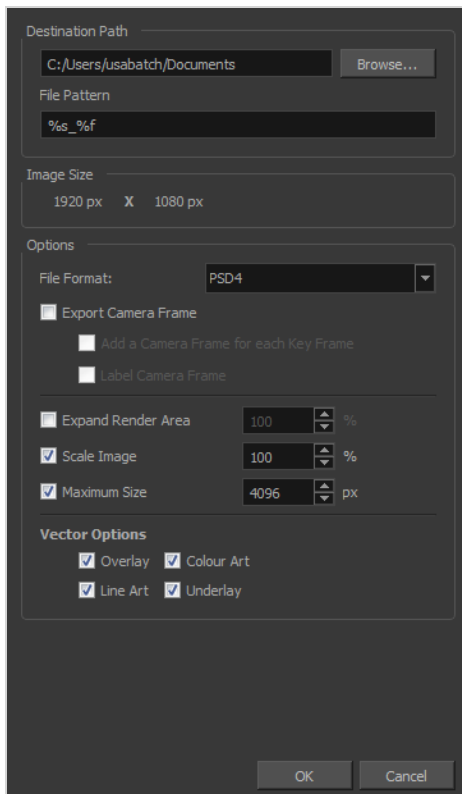 Destination Path
C:/Users/usabatch/Documents Browse...
File Pattern
%s_%f
Image Size
1920 px X 1080 px
Options
File Format: PSD4
Export Camera Frame
Add a Camera Frame for each Key Frame
Label Camera Frame
Expand Render Area 100 %
Scale Image 100 %
Maximum Size 4096 px
Vector Options
Overlay Colour Art
Line Art Underlay
OK Cancel